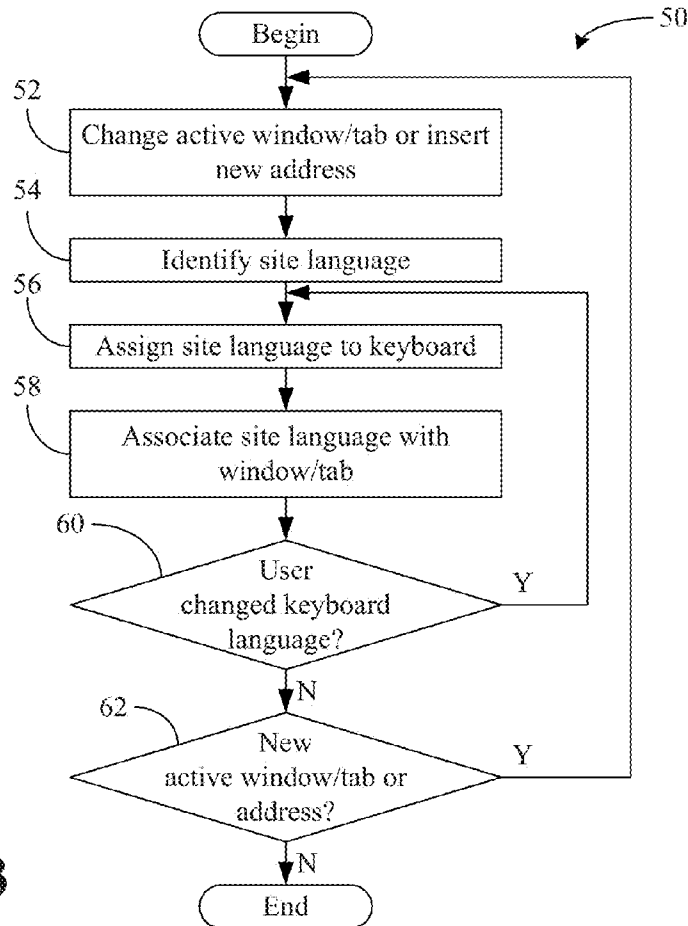 Begin
50
52
Change active window/tab or insert
new address
54
Identify site language
56
Assign site language to keyboard
58
Associate site language with
window/tab
60
User
changed keyboard
language?
Y
N
62
New
active window/tab or
address?
Y
N
End